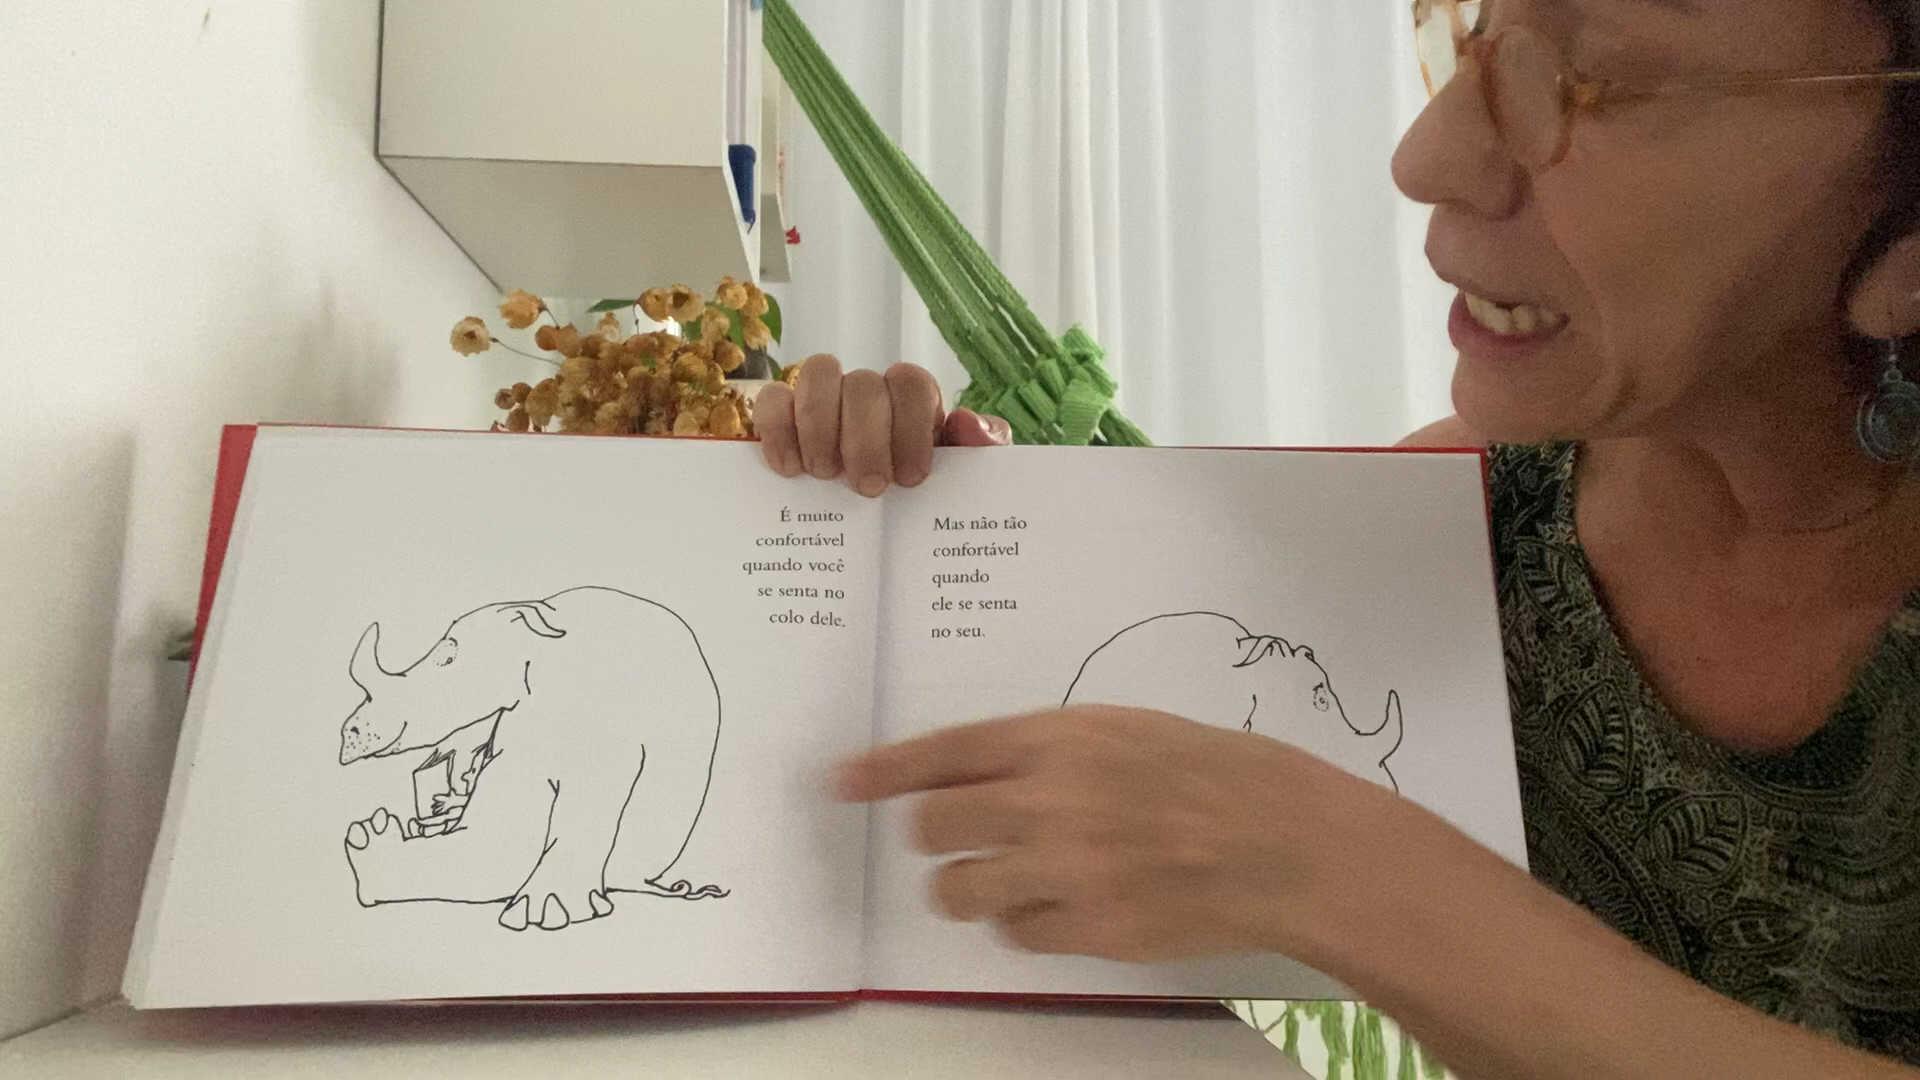 É muito
confortável
quando você
se senta no
colo dele.
Mas não tão
confortável
quando
ele se senta
no seu.